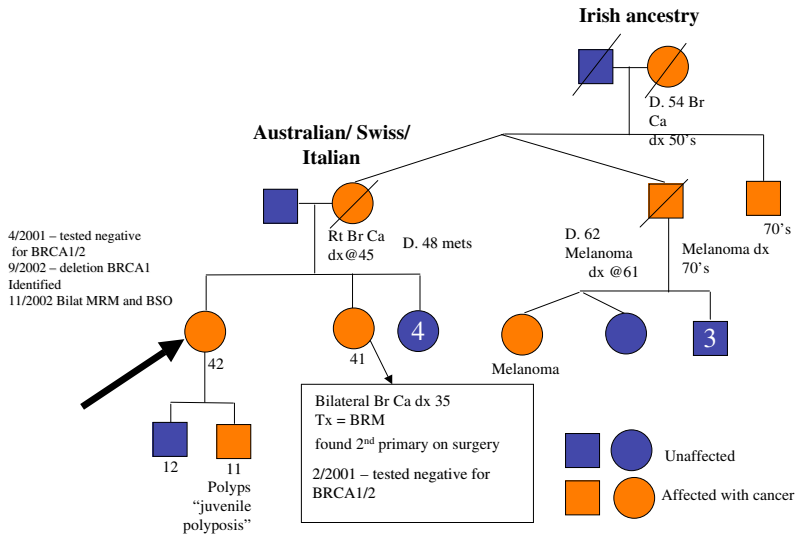 Irish ancestry
D. 54 Br
Ca
dx 50's
Australian/ Swiss/
Italian
4/2001 – tested negative
for BRCA1/2
9/2002 – deletion BRCA1
Identified
11/2002 Bilat MRM and BSO
Rt Br Ca
dx@45
D. 48 mets
D. 62
Melanoma
dx @61
Melanoma dx
70's
70's
42
41
4
Melanoma
3
12
11
Polyps
"juvenile
polyposis"
Bilateral Br Ca dx 35
Tx = BRM
found 2nd primary on surgery
2/2001 – tested negative for
BRCA1/2
Unaffected
Affected with cancer